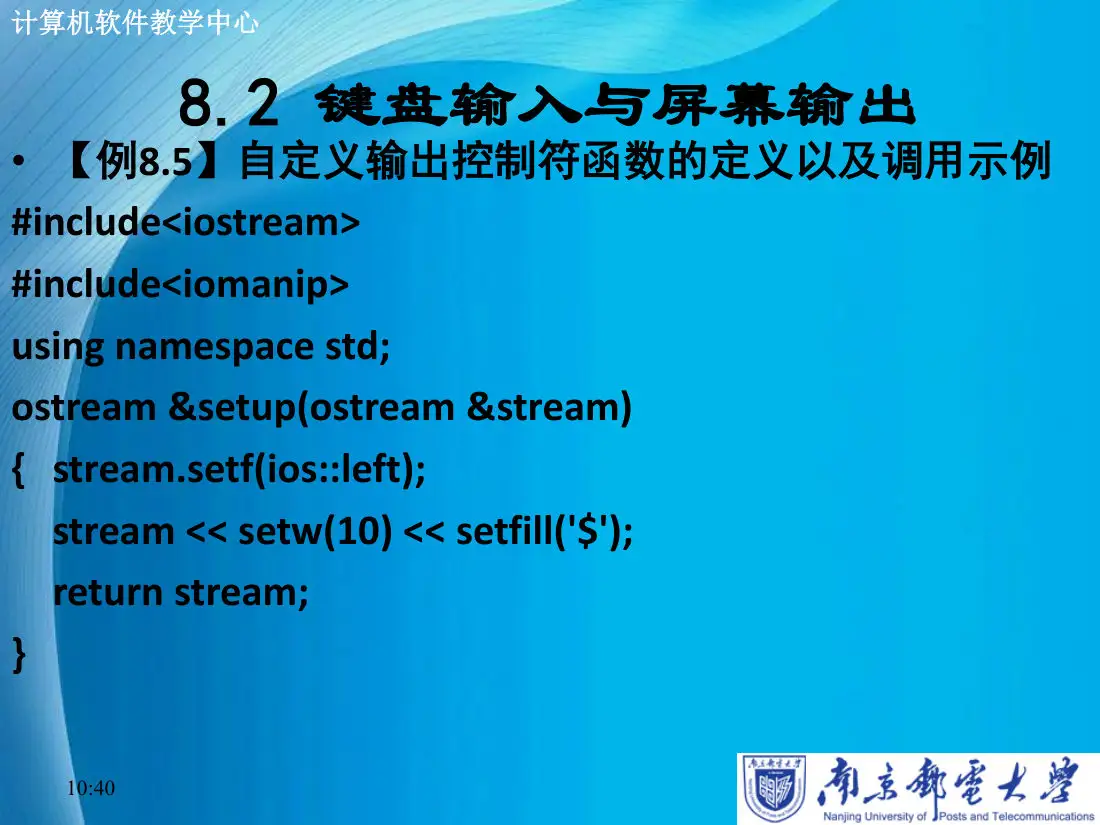 计算机软件教学中心
8.2 键盘输入与屏幕输出
• 【例8.5】自定义输出控制符函数的定义以及调用示例
#include<iostream>
#include<iomanip>
using namespace std;
ostream &setup(ostream &stream)
{ stream.setf(ios::left);
stream << setw(10) << setfill('$');
return stream;
}
10:40
南京邮电大学
Nanjing University of Posts and Telecommunications